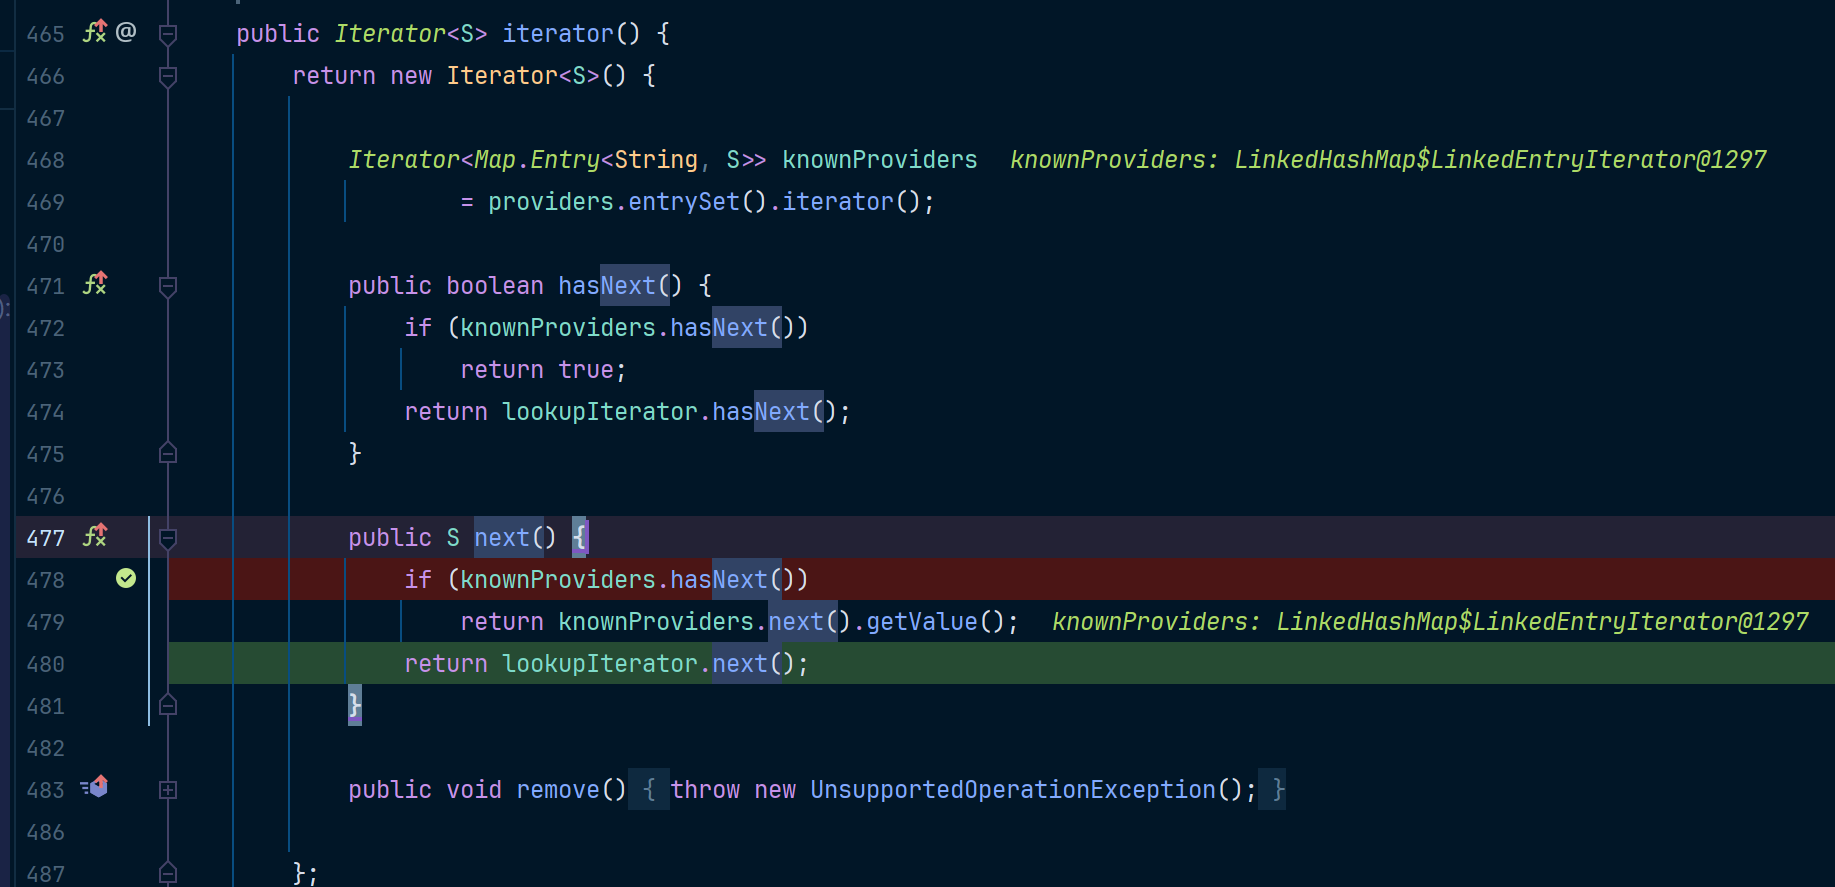 465 @ public Iterator<S> iterator() {
466 return new Iterator<S>() {
467
468 Iterator<Map.Entry<String, S>> knownProviders knownProviders: LinkedHashMap$LinkedEntryIterator@1297
469 = providers.entrySet().iterator();
470
471 public boolean hasNext() {
472 if (knownProviders.hasNext())
473 return true;
474 return lookupIterator.hasNext();
475 }
476
477 public S next() {
478 if (knownProviders.hasNext())
479 return knownProviders.next().getValue(); knownProviders: LinkedHashMap$LinkedEntryIterator@1297
480 return lookupIterator.next();
481 }
482
483 public void remove() { throw new UnsupportedOperationException(); }
486
487 };